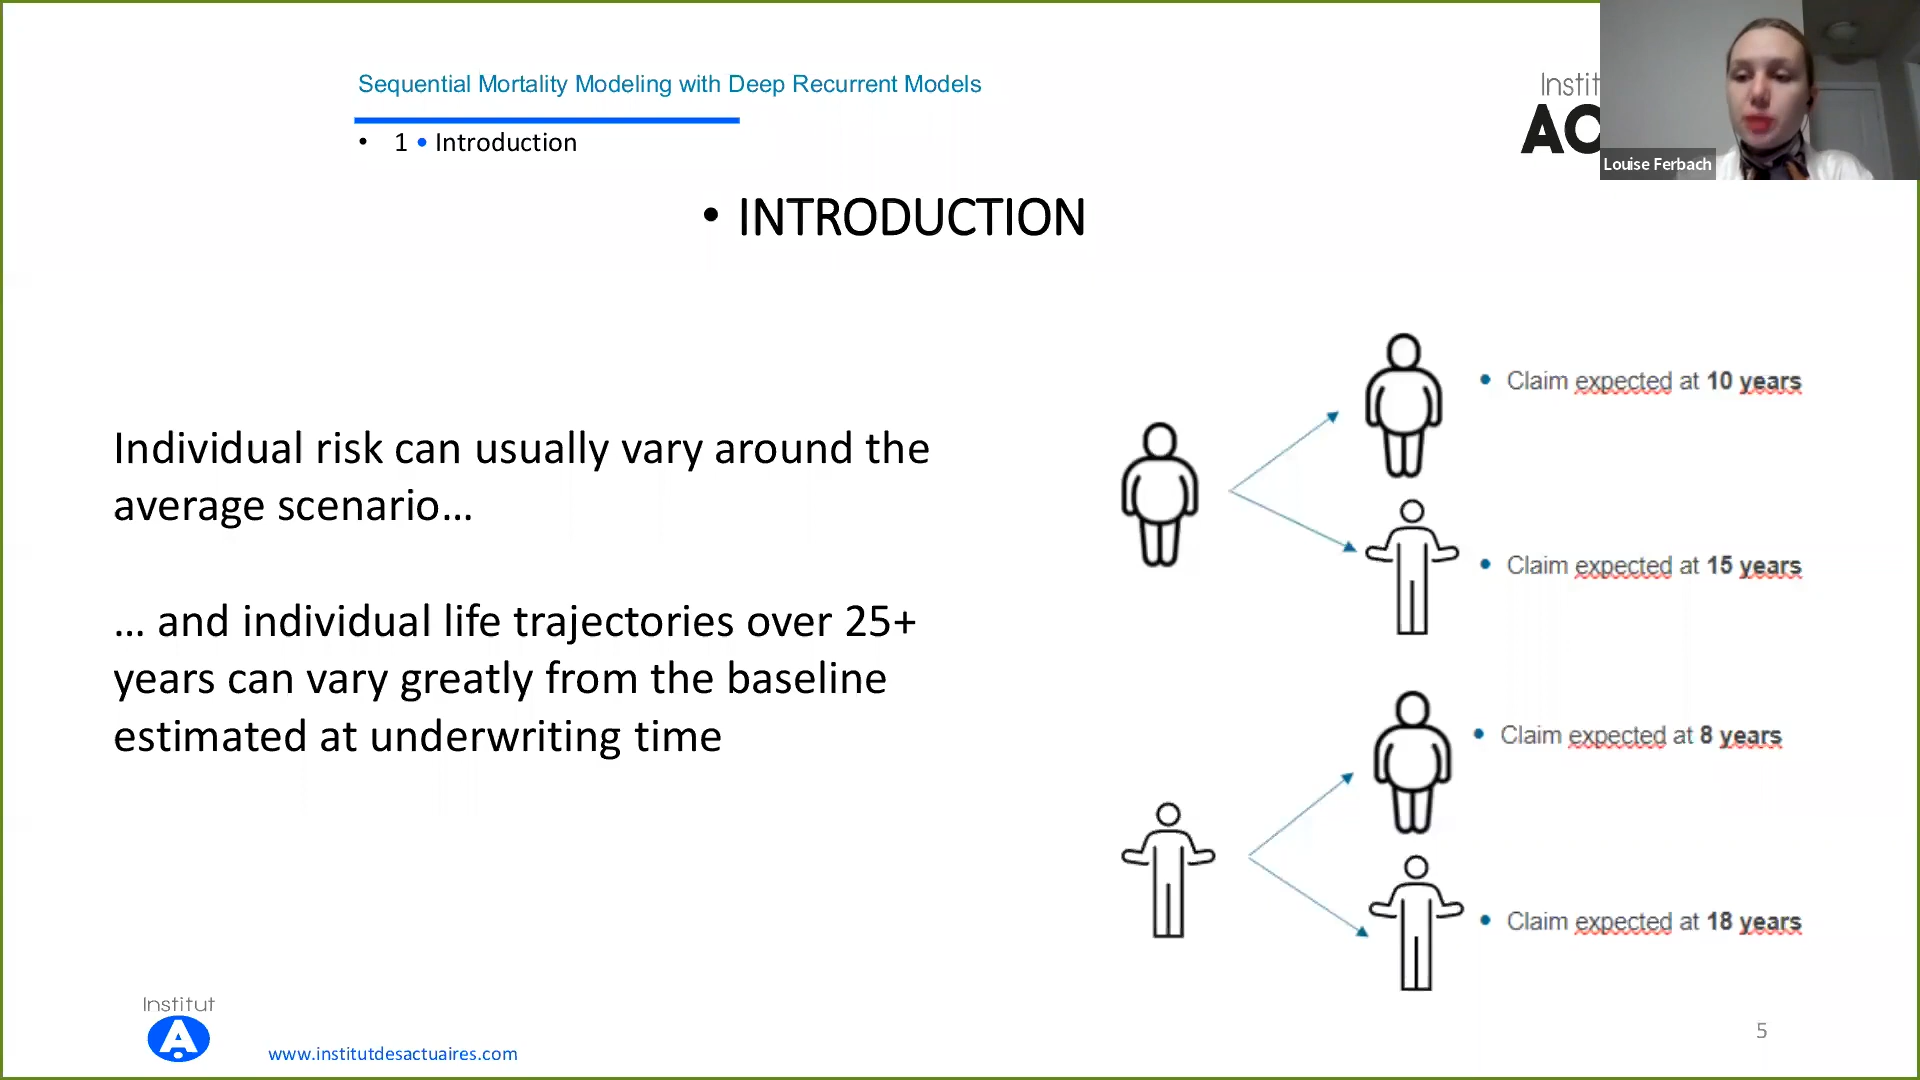 Sequential Mortality Modeling with Deep Recurrent Models
• 1 • Introduction
Instit
AC
Louise Ferbach
• INTRODUCTION
Individual risk can usually vary around the
average scenario...
... and individual life trajectories over 25+
years can vary greatly from the baseline
estimated at underwriting time
• Claim expected at 10 years
• Claim expected at 15 years
• Claim expected at 8 years
• Claim expected at 18 years
Institut
A
www.institutdesactuaires.com
5